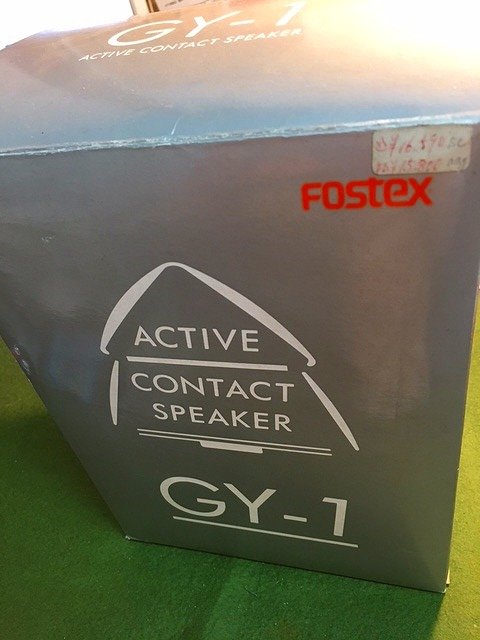 GY-1
ACTIVE CONTACT SPEAKER
FOSTEX
ACTIVE
CONTACT
SPEAKER
GY-1